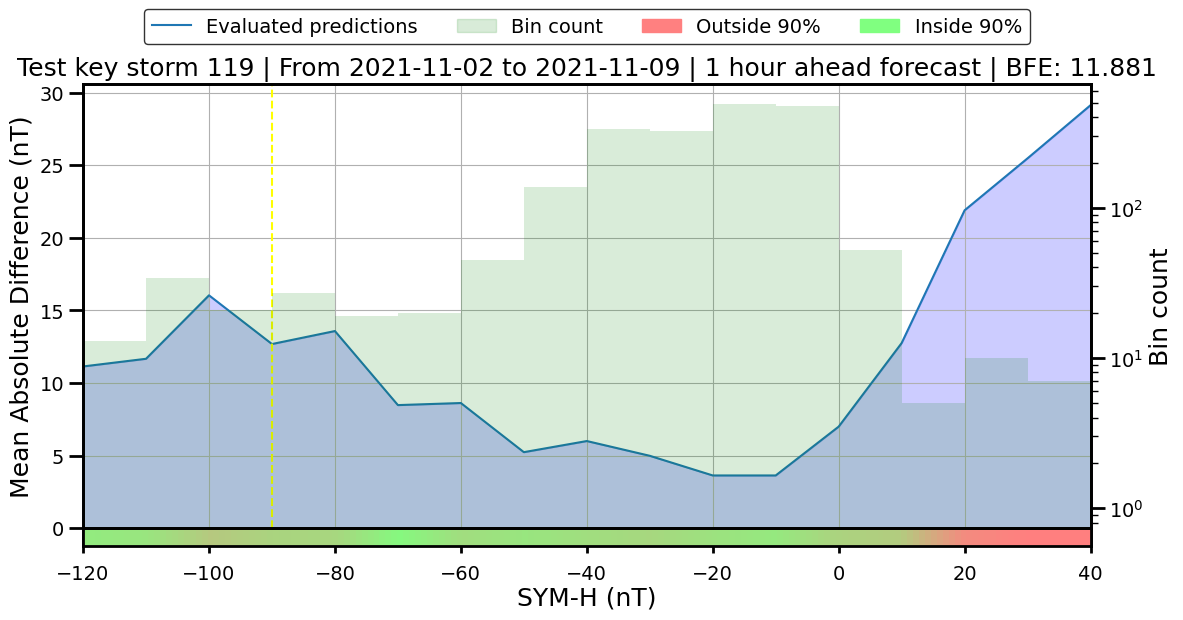 Evaluated predictions Bin count Outside 90% Inside 90%
Test key storm 119 | From 2021-11-02 to 2021-11-09 | 1 hour ahead forecast | BFE: 11.881
Mean Absolute Difference (nT)
30
25
20
15
10
5
0
10²
10¹
10⁰
Bin count
−120 −100 −80 −60 −40 −20 0 20 40
SYM-H (nT)